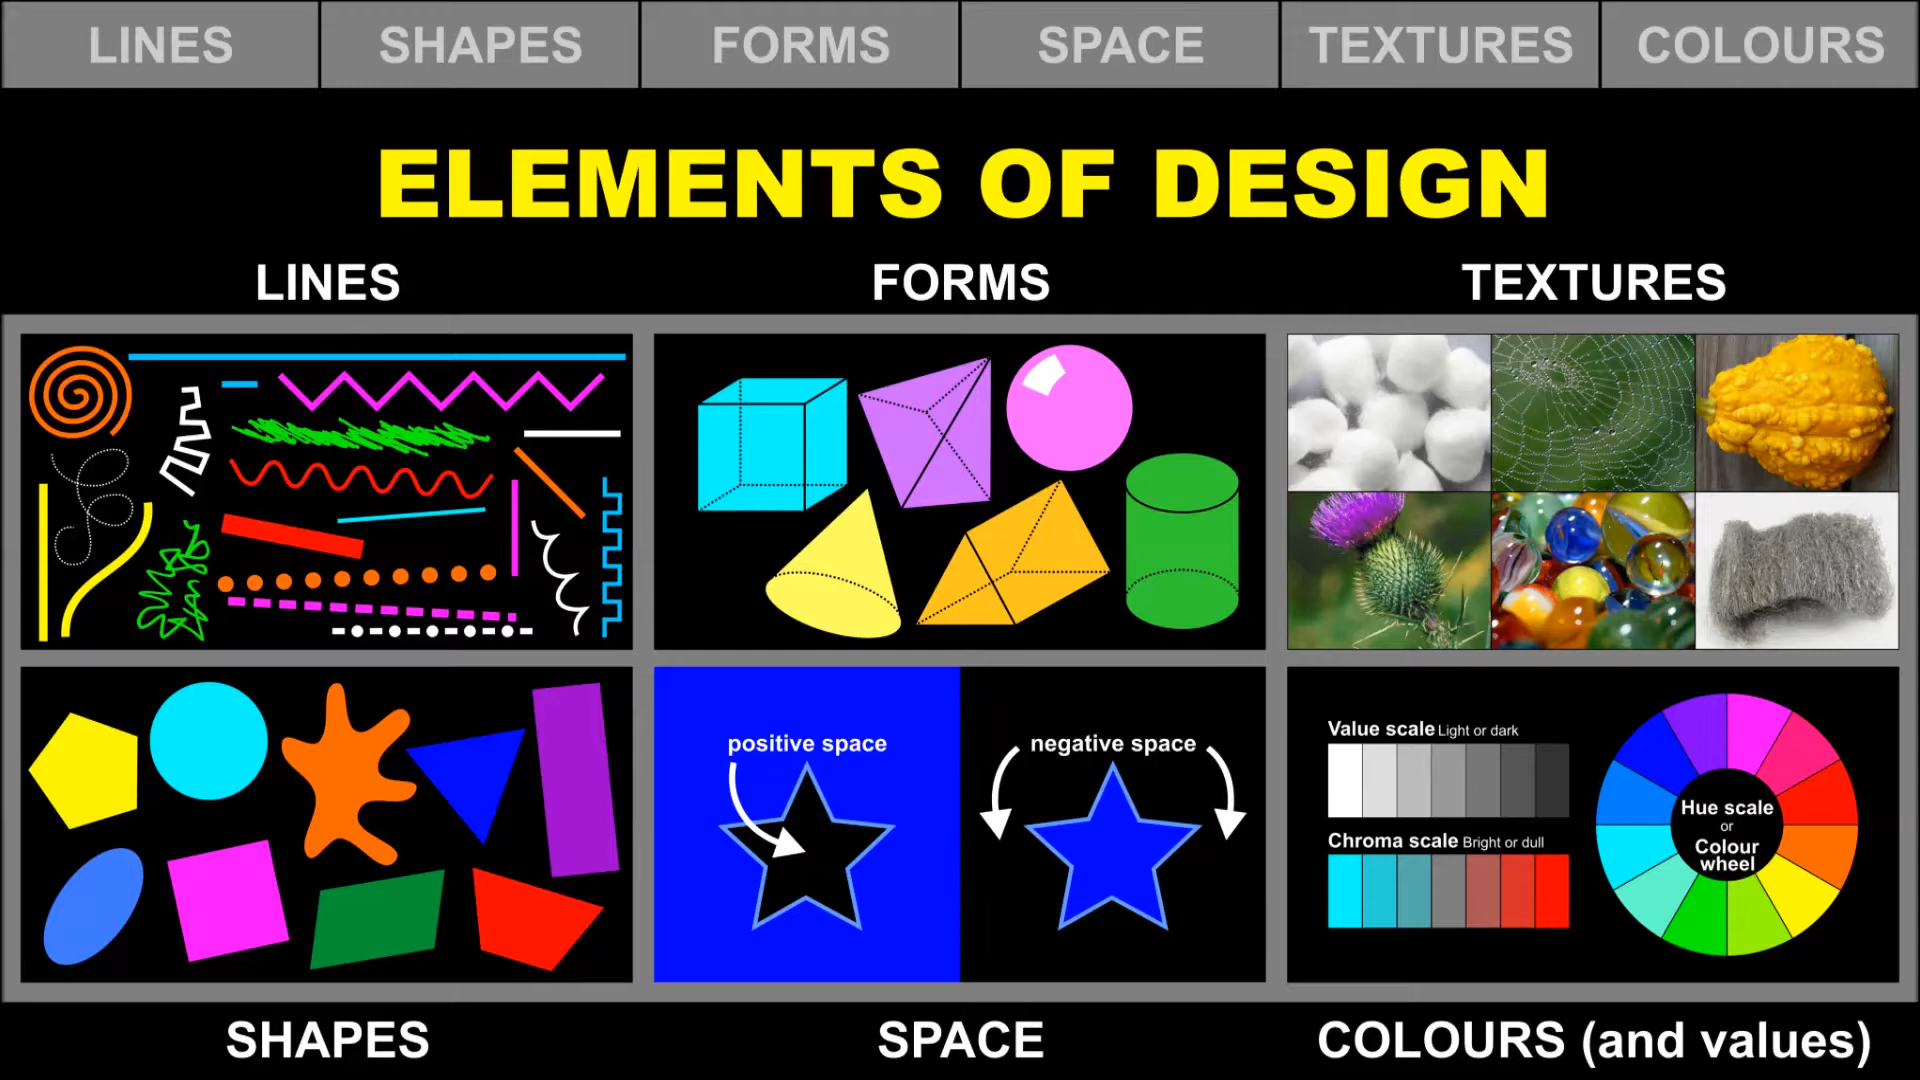 LINES
SHAPES
FORMS
SPACE
TEXTURES
COLOURS
ELEMENTS OF DESIGN
LINES
FORMS
TEXTURES
positive space
negative space
Value scale Light or dark
Chroma scale Bright or dull
Hue scale
or
Colour
wheel
SHAPES
SPACE
COLOURS (and values)